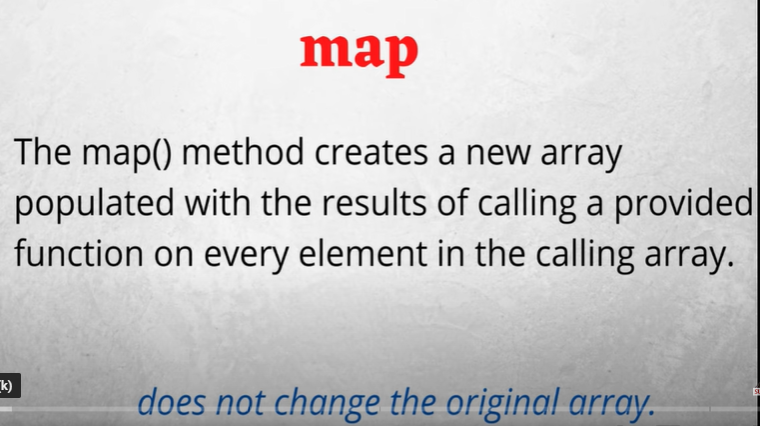 map
The map() method creates a new array
populated with the results of calling a provided
function on every element in the calling array.
k)
does not change the original array.